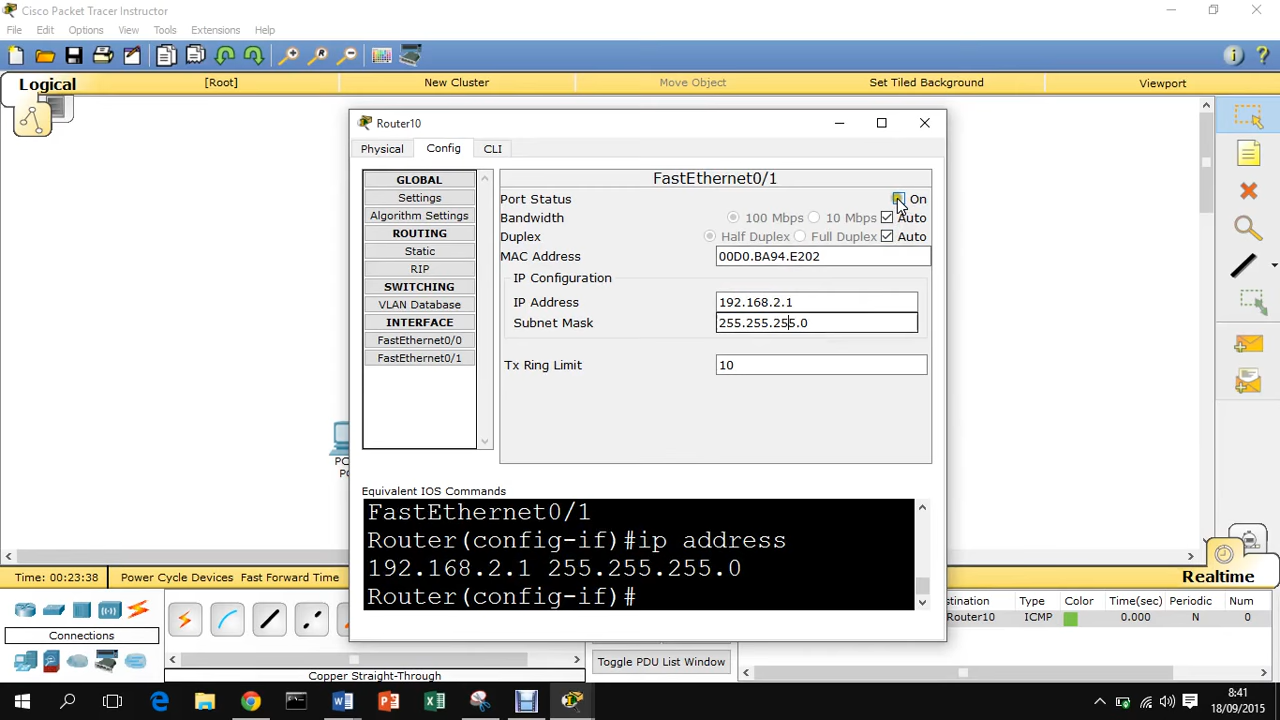 Cisco Packet Tracer Instructor
File Edit Options View Tools Extensions Help
Logical [Root] New Cluster Move Object Set Tiled Background Viewport
Router10
Physical Config CLI
GLOBAL
Settings
Algorithm Settings
ROUTING
Static
RIP
SWITCHING
VLAN Database
INTERFACE
FastEthernet0/0
FastEthernet0/1
FastEthernet0/1
Port Status On
Bandwidth 100 Mbps 10 Mbps Auto
Duplex Half Duplex Full Duplex Auto
MAC Address 00D0.BA94.E202
IP Configuration
IP Address 192.168.2.1
Subnet Mask 255.255.255.0
Tx Ring Limit 10
Equivalent IOS Commands
FastEthernet0/1
Router(config-if)#ip address
192.168.2.1 255.255.255.0
Router(config-if)#
Time: 00:23:38 Power Cycle Devices Fast Forward Time Realtime
Connections
Copper Straight-Through
Toggle PDU List Window
Type Color Time(sec) Periodic Num
Router10 ICMP 0.000 N 0
8:41
18/09/2015